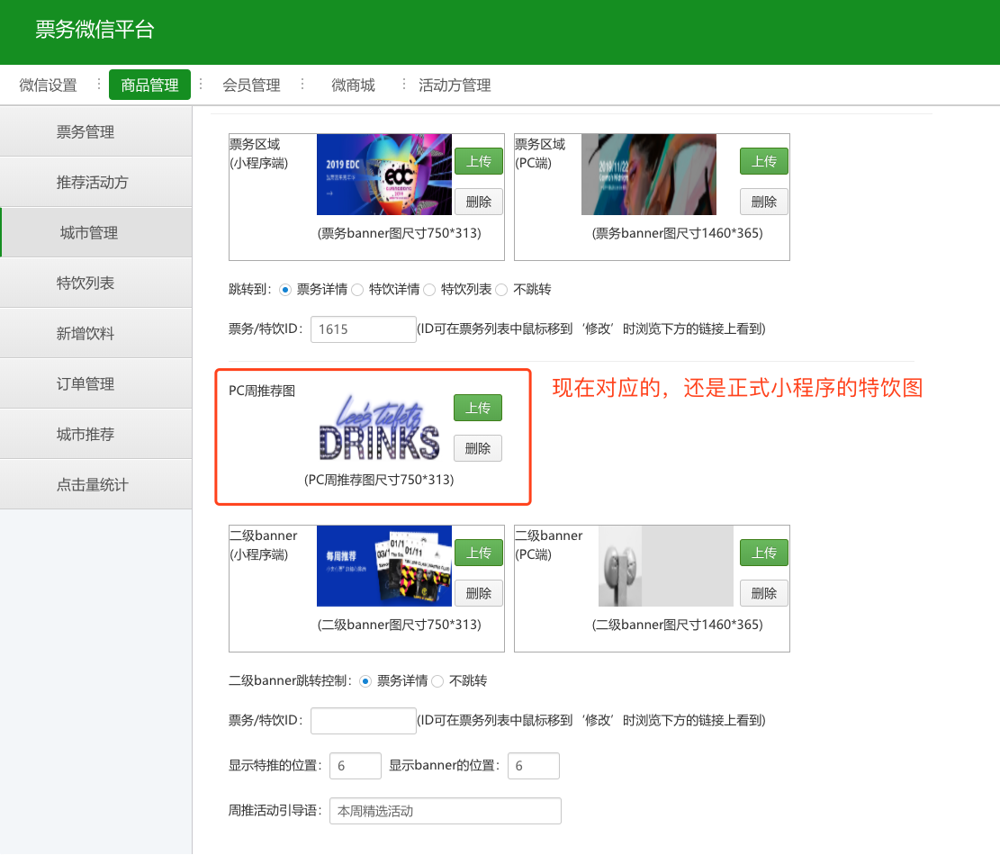 票务微信平台
微信设置 商品管理 会员管理 微商城 活动方管理
票务管理
推荐活动方
城市管理
特饮列表
新增饮料
订单管理
城市推荐
点击量统计
票务区域
(小程序端)
2019 EDC
edc
上传
删除
(票务banner图尺寸750*313)
票务区域
(PC端)
2019/11/22
上传
删除
(票务banner图尺寸1460*365)
跳转到: 票务详情 特饮详情 特饮列表 不跳转
票务/特饮ID: 1615 (ID可在票务列表中鼠标移到‘修改’时浏览下方的链接上看到)
PC周推荐图
DRINKS
上传
删除
(PC周推荐图尺寸750*313)
现在对应的，还是正式小程序的特饮图
二级banner
(小程序端)
每周推荐
01/11
上传
删除
(二级banner图尺寸750*313)
二级banner
(PC端)
上传
删除
(二级banner图尺寸1460*365)
二级banner跳转控制: 票务详情 不跳转
票务/特饮ID: (ID可在票务列表中鼠标移到‘修改’时浏览下方的链接上看到)
显示特推的位置: 6 显示banner的位置: 6
周推活动引导语: 本周精选活动